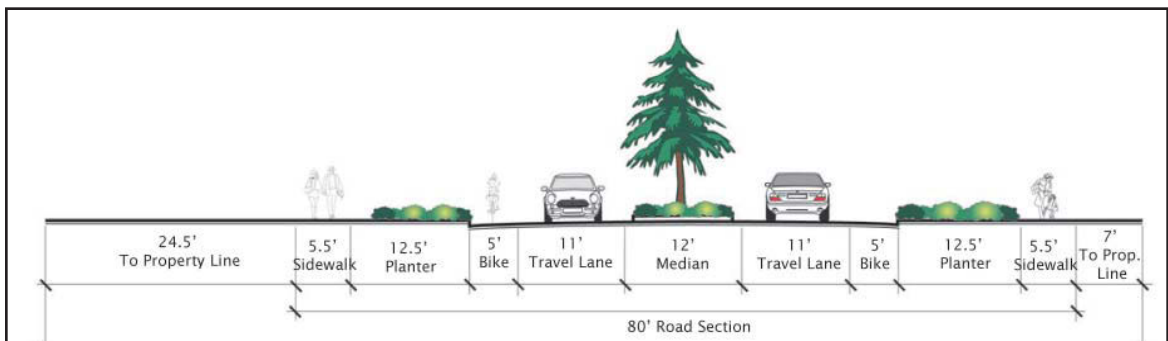 24.5'
To Property Line
5.5'
Sidewalk
12.5'
Planter
5'
Bike
11'
Travel Lane
12'
Median
11'
Travel Lane
5'
Bike
12.5'
Planter
5.5'
Sidewalk
7'
To Prop.
Line
80' Road Section